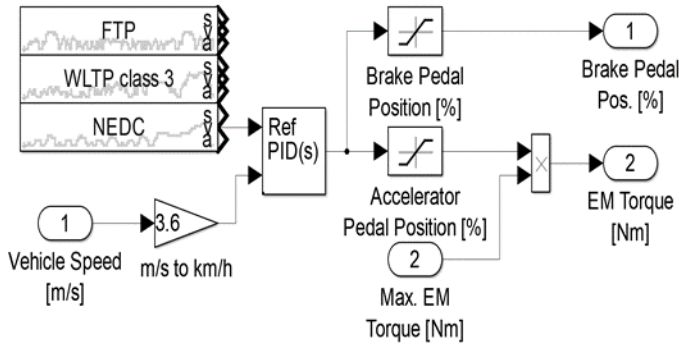 FTP
s
v
a
WLTP class 3
s
v
a
NEDC
s
v
a
Ref
PID(s)
1
Vehicle Speed
[m/s]
3.6
m/s to km/h
Brake Pedal
Position [%]
1
Brake Pedal
Pos. [%]
Accelerator
Pedal Position [%]
X
2
EM Torque
[Nm]
2
Max. EM
Torque [Nm]